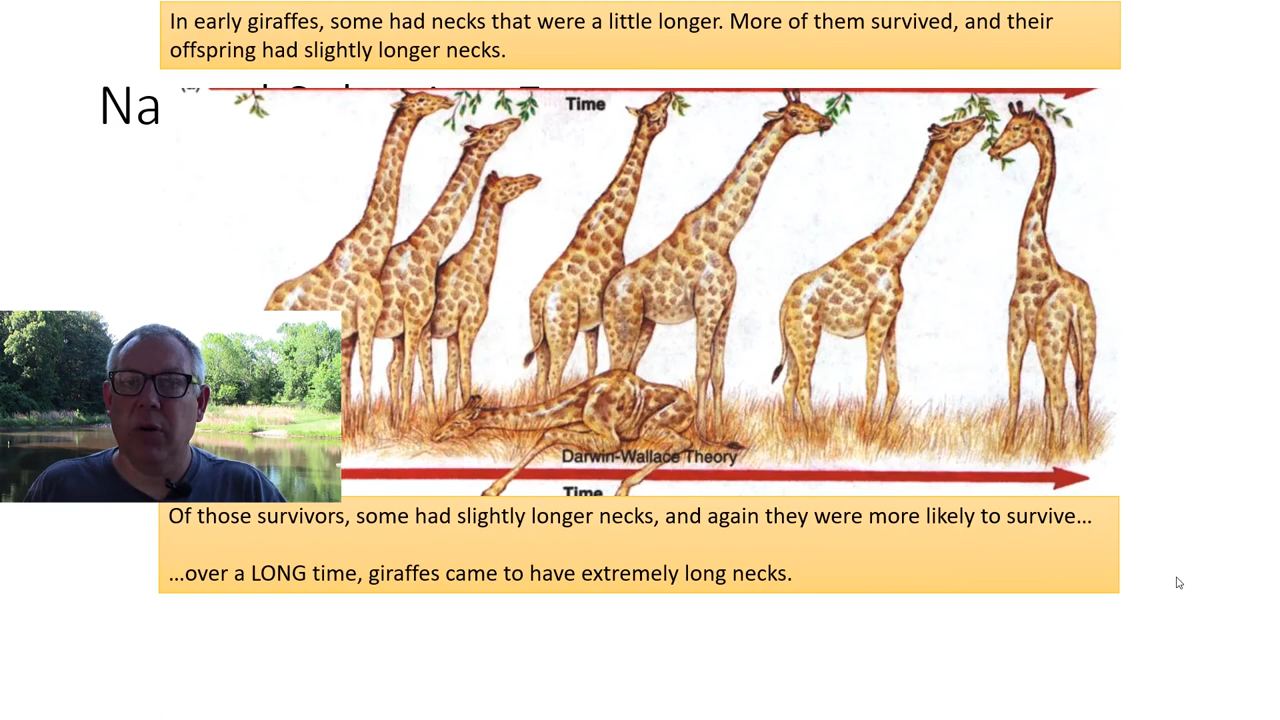 In early giraffes, some had necks that were a little longer. More of them survived, and their
offspring had slightly longer necks.
Na
Time
Darwin-Wallace Theory
Time
Of those survivors, some had slightly longer necks, and again they were more likely to survive…
…over a LONG time, giraffes came to have extremely long necks.